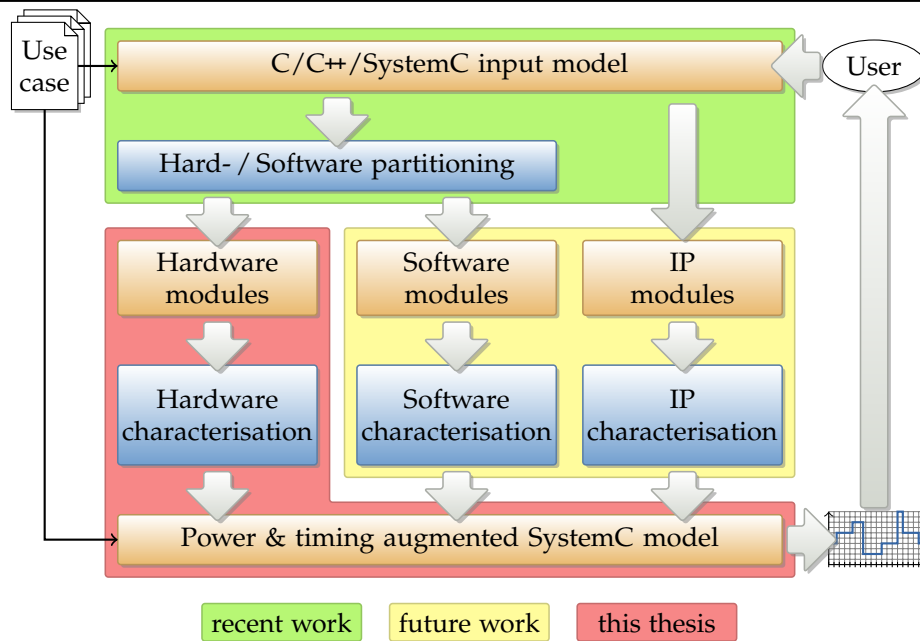 Use
case
C/C++/SystemC input model
User
Hard- / Software partitioning
Hardware
modules
Software
modules
IP
modules
Hardware
characterisation
Software
characterisation
IP
characterisation
Power & timing augmented SystemC model
recent work
future work
this thesis